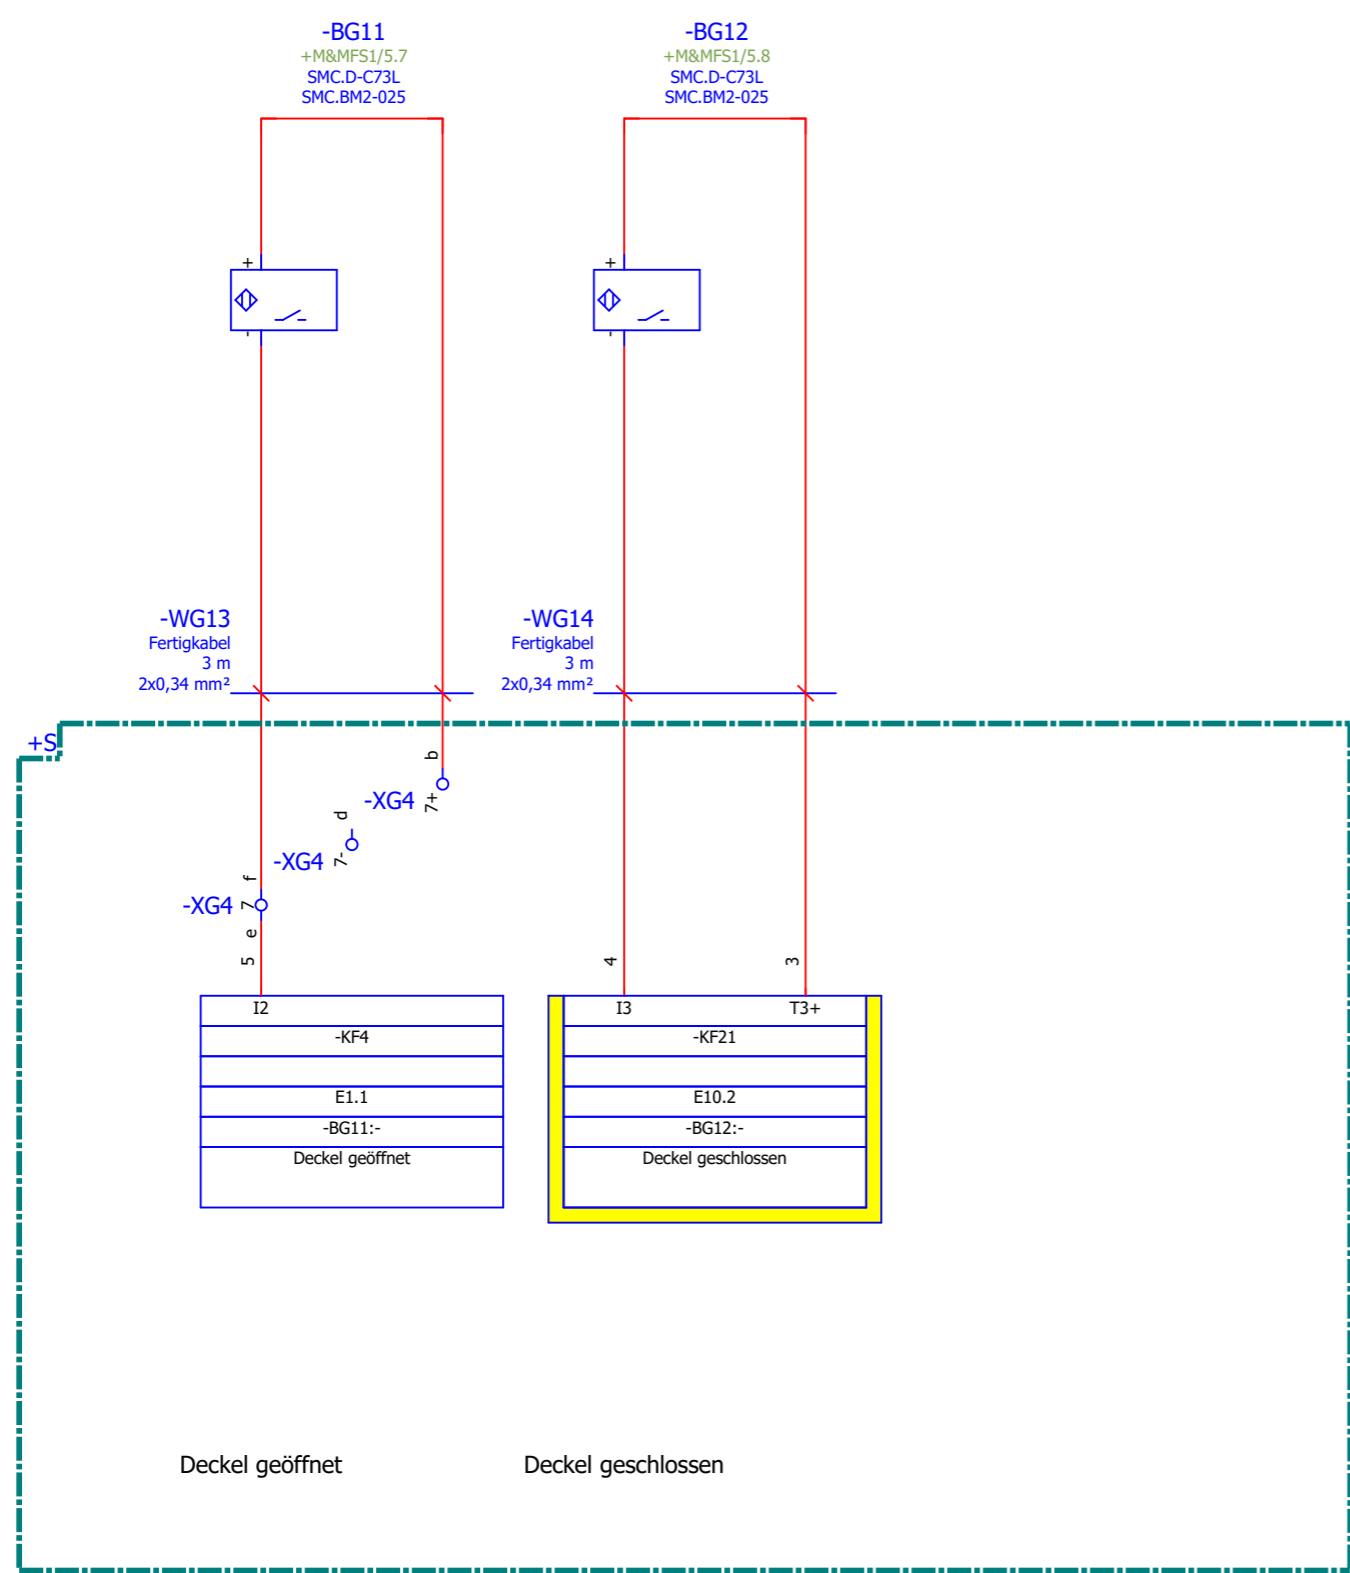 -BG11
+M&MFS1/5.7
SMC.D-C73L
SMC.BM2-025
-BG12
+M&MFS1/5.8
SMC.D-C73L
SMC.BM2-025
+
-
+
-
-WG13
Fertigkabel
3 m
2x0,34 mm²
-WG14
Fertigkabel
3 m
2x0,34 mm²
+S
b
-XG4 7+
d
-XG4 7-
f
-XG4 7
e
5
4
3
I2
-KF4
E1.1
-BG11:-
Deckel geöffnet
I3 T3+
-KF21
E10.2
-BG12:-
Deckel geschlossen
Deckel geöffnet
Deckel geschlossen